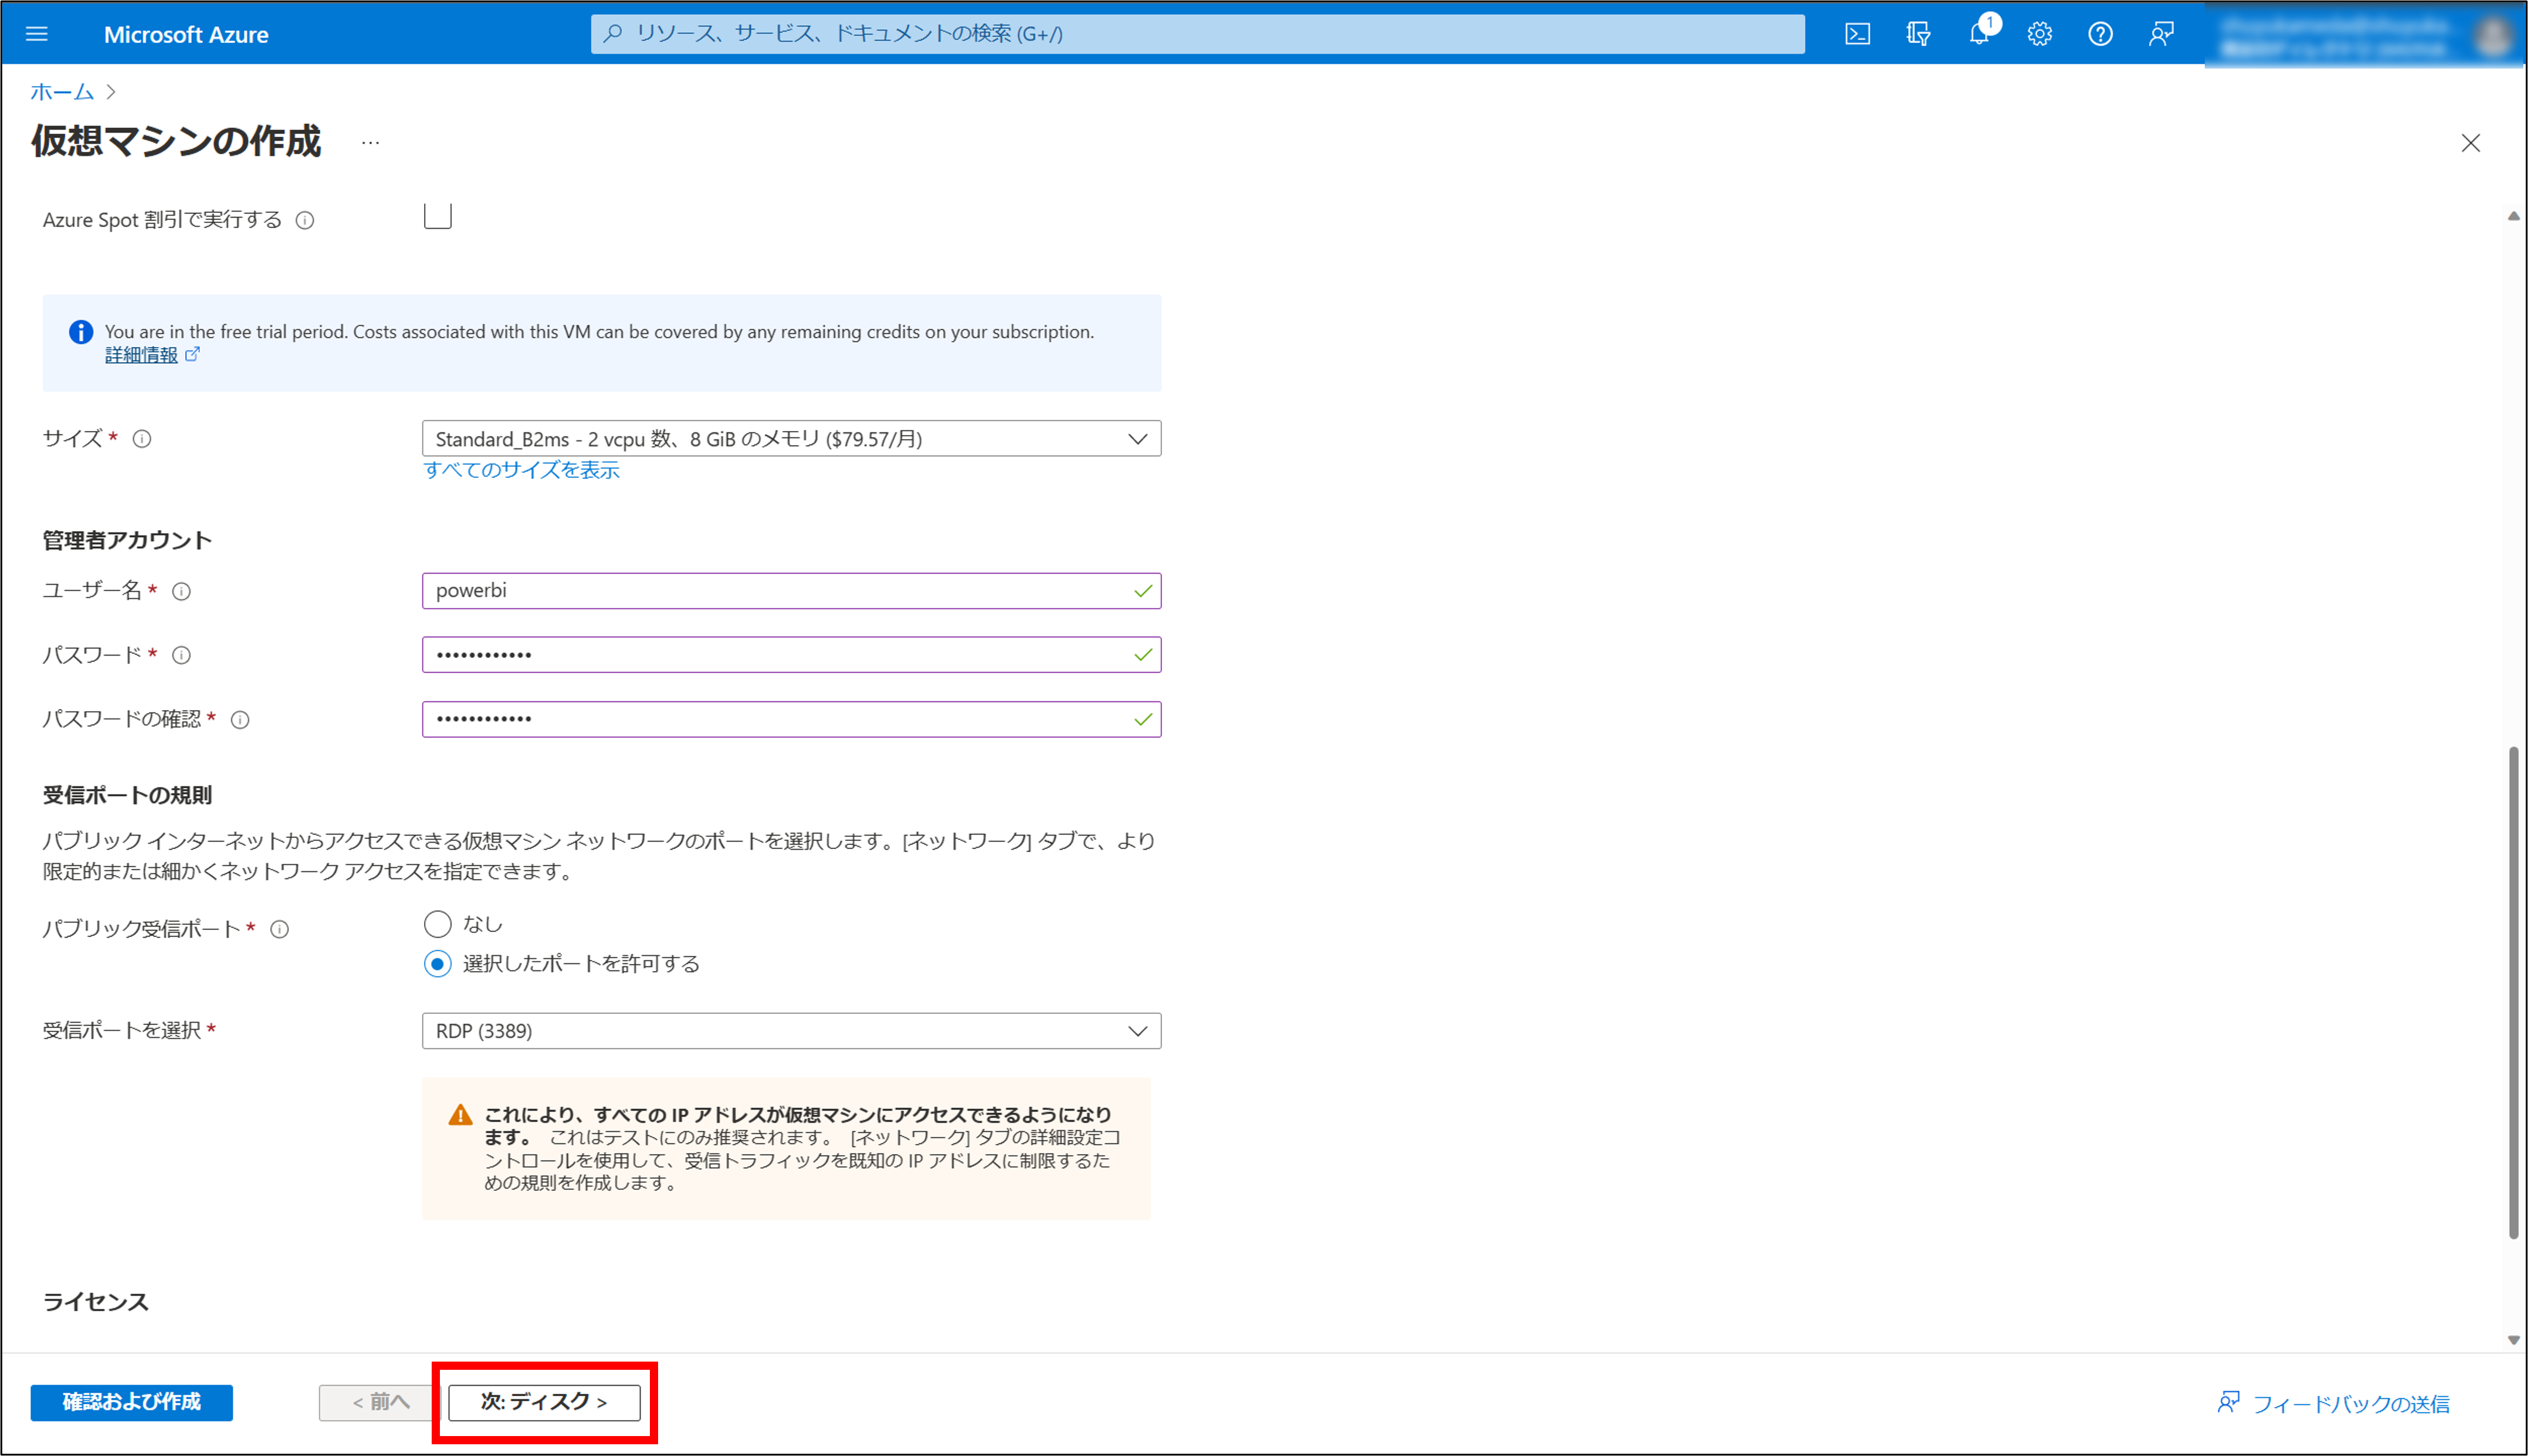 Microsoft Azure
リソース、サービス、ドキュメントの検索 (G+/)
1
ホーム >
仮想マシンの作成 …
Azure Spot 割引で実行する
You are in the free trial period. Costs associated with this VM can be covered by any remaining credits on your subscription.
詳細情報
サイズ *
Standard_B2ms - 2 vcpu 数、8 GiB のメモリ ($79.57/月)
すべてのサイズを表示
管理者アカウント
ユーザー名 *
powerbi
パスワード *
••••••••••••
パスワードの確認 *
••••••••••••
受信ポートの規則
パブリック インターネットからアクセスできる仮想マシン ネットワークのポートを選択します。[ネットワーク] タブで、より
限定的または細かくネットワーク アクセスを指定できます。
パブリック受信ポート *
なし
選択したポートを許可する
受信ポートを選択 *
RDP (3389)
これにより、すべての IP アドレスが仮想マシンにアクセスできるようになり
ます。 これはテストにのみ推奨されます。 [ネットワーク] タブの詳細設定コ
ントロールを使用して、受信トラフィックを既知の IP アドレスに制限するた
めの規則を作成します。
ライセンス
確認および作成
< 前へ
次: ディスク >
フィードバックの送信